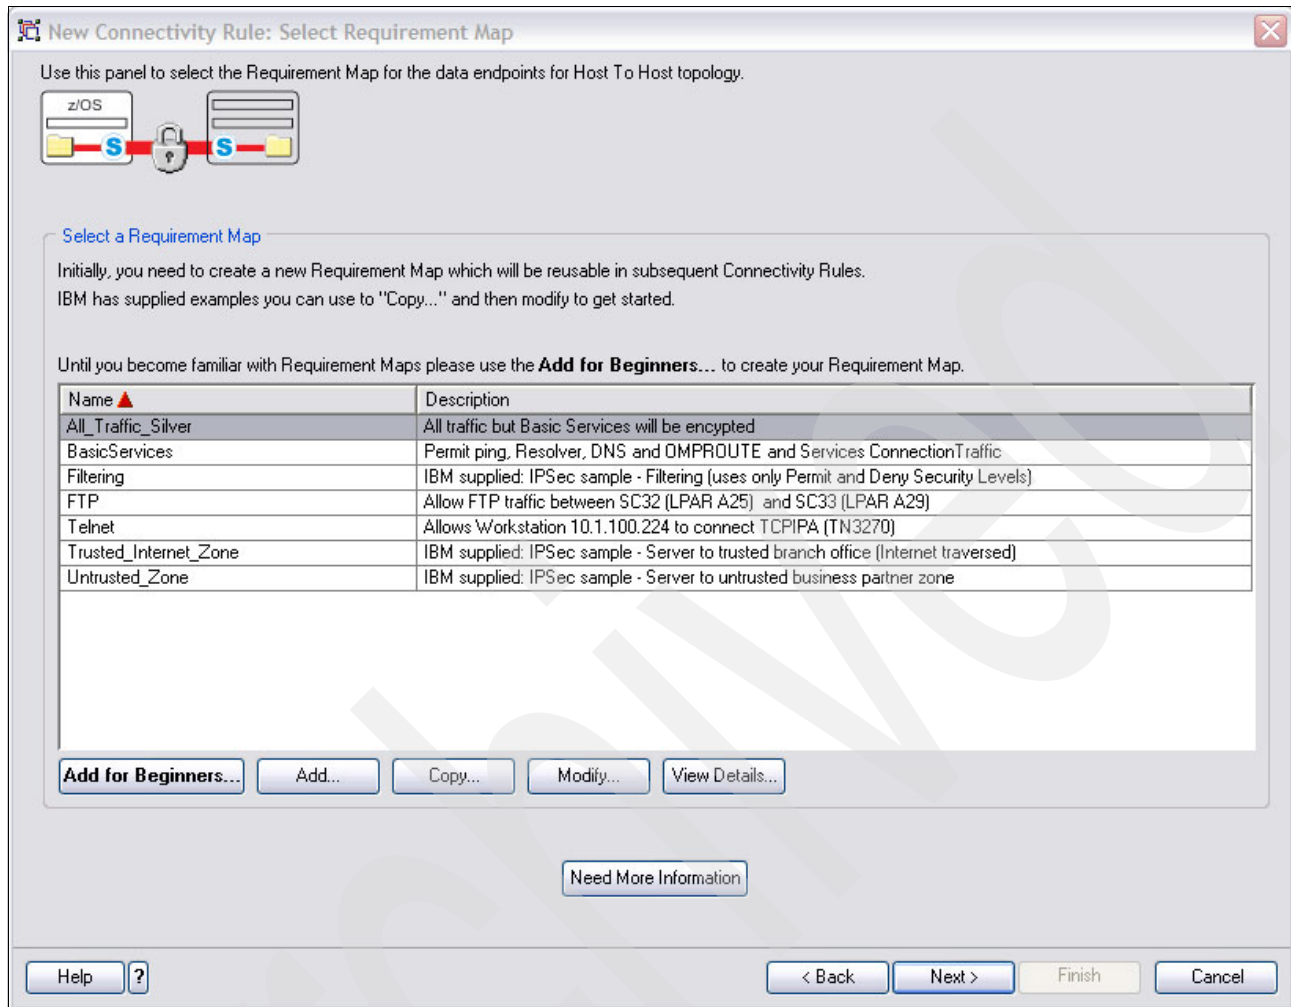 New Connectivity Rule: Select Requirement Map
Use this panel to select the Requirement Map for the data endpoints for Host To Host topology.
z/OS
S
S
?
Select a Requirement Map
Initially, you need to create a new Requirement Map which will be reusable in subsequent Connectivity Rules.
IBM has supplied examples you can use to "Copy..." and then modify to get started.
Until you become familiar with Requirement Maps please use the Add for Beginners... to create your Requirement Map.
Name Description
All_Traffic_Silver All traffic but Basic Services will be encypted
BasicServices Permit ping, Resolver, DNS and OMPROUTE and Services ConnectionTraffic
Filtering IBM supplied: IPSec sample - Filtering (uses only Permit and Deny Security Levels)
FTP Allow FTP traffic between SC32 (LPAR A25) and SC33 (LPAR A29)
Telnet Allows Workstation 10.1.100.224 to connect TCPIPA (TN3270)
Trusted_Internet_Zone IBM supplied: IPSec sample - Server to trusted branch office (Internet traversed)
Untrusted_Zone IBM supplied: IPSec sample - Server to untrusted business partner zone
Add for Beginners... Add... Copy... Modify... View Details...
Need More Information
Help ? < Back Next > Finish Cancel